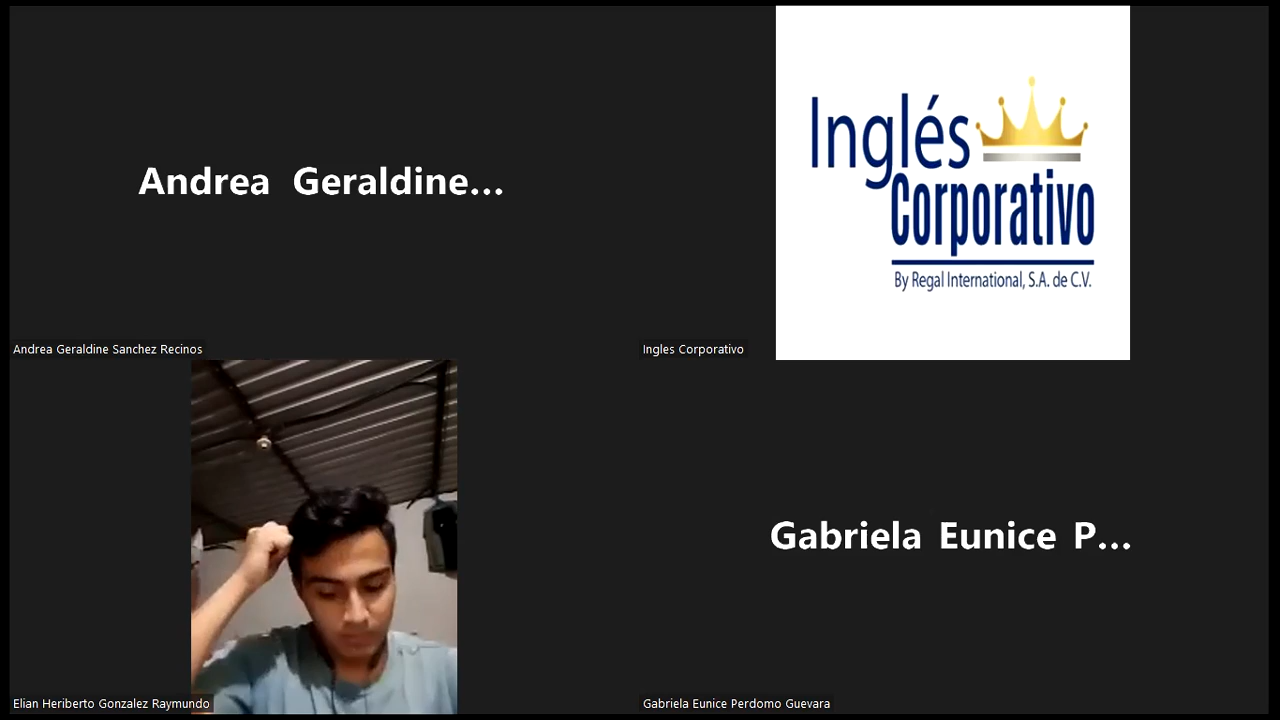 Andrea Geraldine...
Inglés
Corporativo
By Regal International, S.A. de C.V.
Andrea Geraldine Sanchez Recinos
Ingles Corporativo
Gabriela Eunice P...
Elian Heriberto Gonzalez Raymundo
Gabriela Eunice Perdomo Guevara